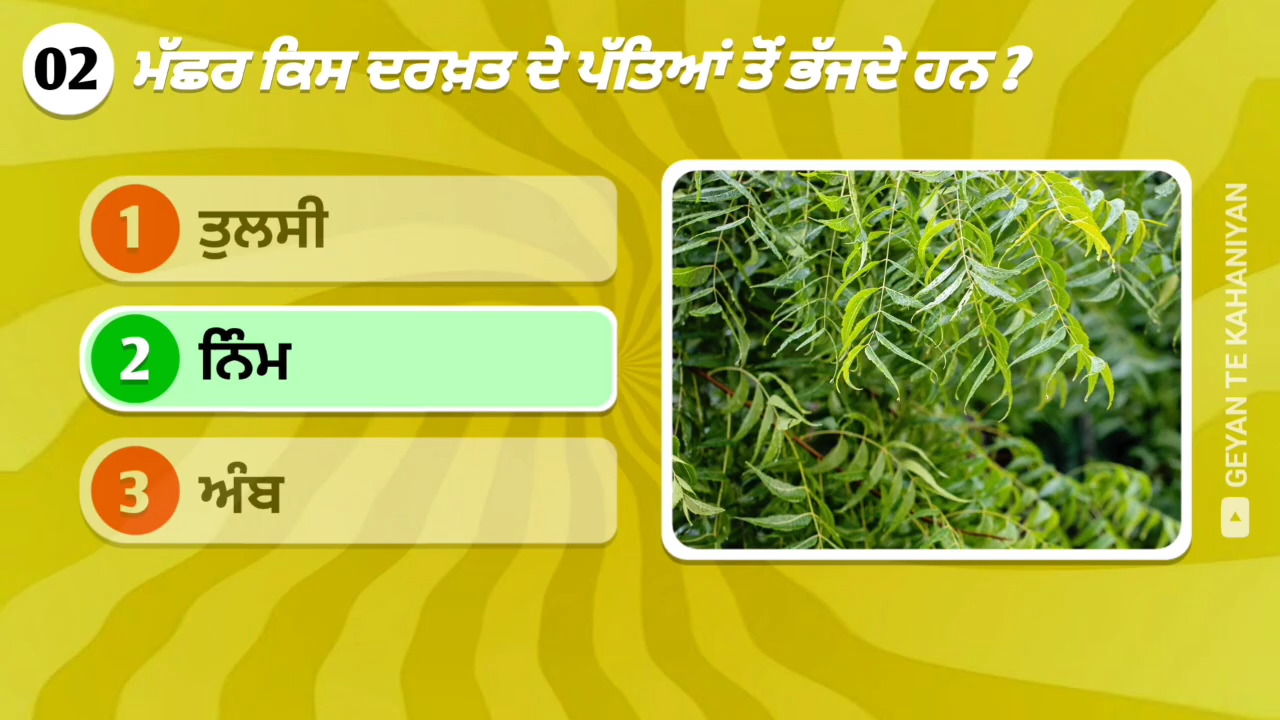 02 ਮੱਛਰ ਕਿਸ ਦਰਖ਼ਤ ਦੇ ਪੱਤਿਆਂ ਤੋਂ ਭੱਜਦੇ ਹਨ ?
1 ਤੁਲਸੀ
2 ਨਿੰਮ
3 ਅੰਬ
GEYAN TE KAHANIYAN